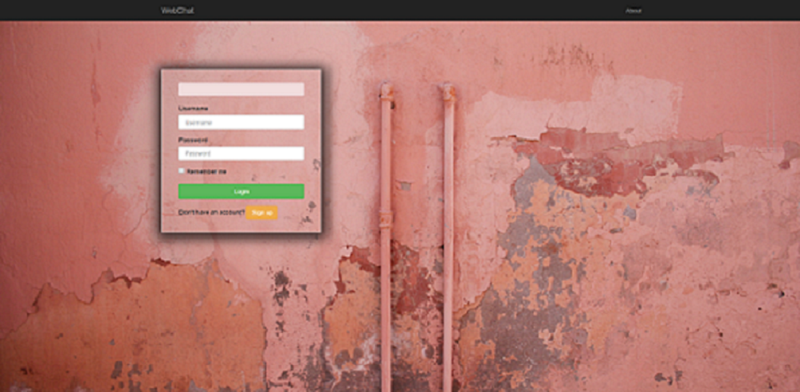 WebChat
About
Username
Username
Password
Password
Remember me
Login
Don't have an account? Sign up